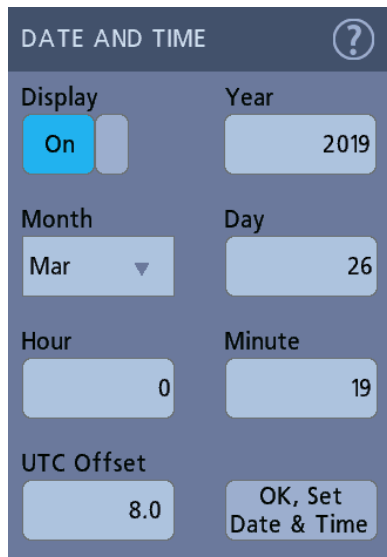 DATE AND TIME ?
Display Year
On 2019
Month Day
Mar 26
Hour Minute
0 19
UTC Offset
8.0 OK, Set
Date & Time